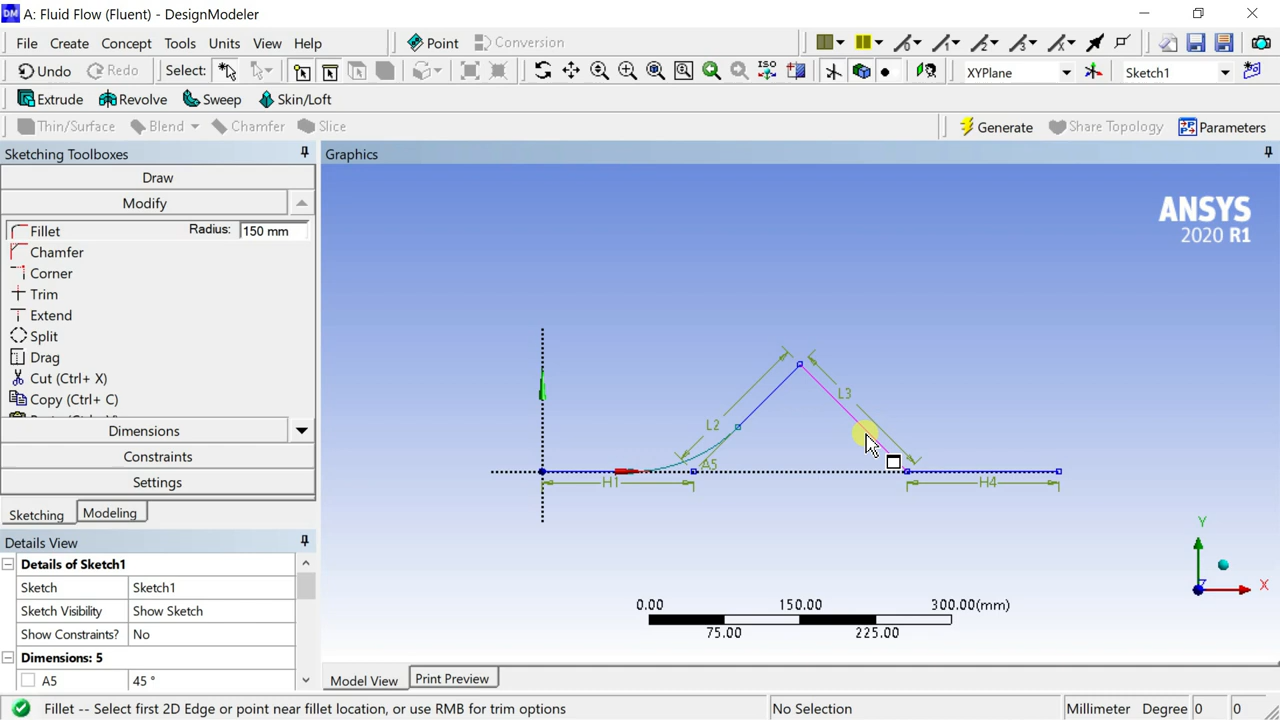 DM A: Fluid Flow (Fluent) - DesignModeler
File Create Concept Tools Units View Help Point Conversion
Undo Redo Select: ISO XYPlane Sketch1
Extrude Revolve Sweep Skin/Loft
Thin/Surface Blend Chamfer Slice Generate Share Topology Parameters
Sketching Toolboxes
Draw
Modify
Fillet Radius: 150 mm
Chamfer
Corner
Trim
Extend
Split
Drag
Cut (Ctrl+ X)
Copy (Ctrl+ C)
Dimensions
Constraints
Settings
Sketching Modeling
Details View
Details of Sketch1
Sketch Sketch1
Sketch Visibility Show Sketch
Show Constraints? No
Dimensions: 5
A5 45 °
Graphics
ANSYS
2020 R1
L3
L2
A5
H1 H4
Y
X
0.00 150.00 300.00(mm)
75.00 225.00
Model View Print Preview
Fillet -- Select first 2D Edge or point near fillet location, or use RMB for trim options No Selection Millimeter Degree 0 0